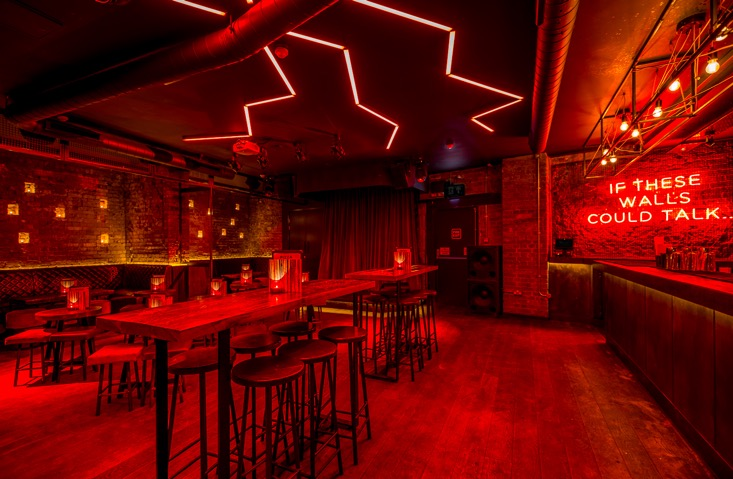 IF THESE
WALLS
COULD TALK...